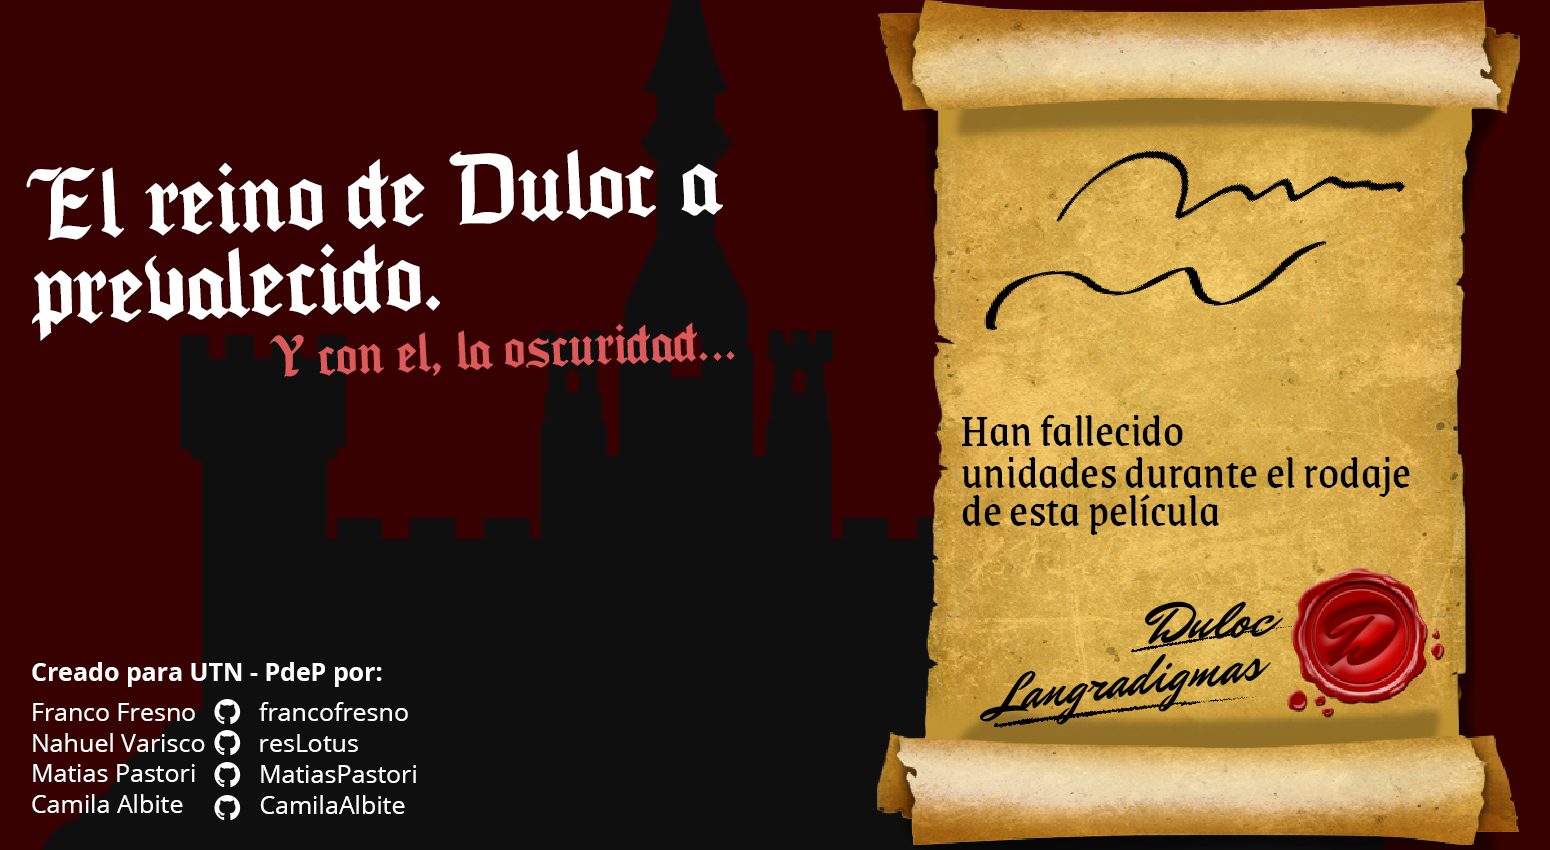 El reino de Duloc a
prevalecido.
Y con el, la oscuridad...
Creado para UTN - PdeP por:
Franco Fresno francofresno
Nahuel Varisco resLotus
Matias Pastori MatiasPastori
Camila Albite CamilaAlbite
Han fallecido
unidades durante el rodaje
de esta película
Duloc
Langradigmas
D